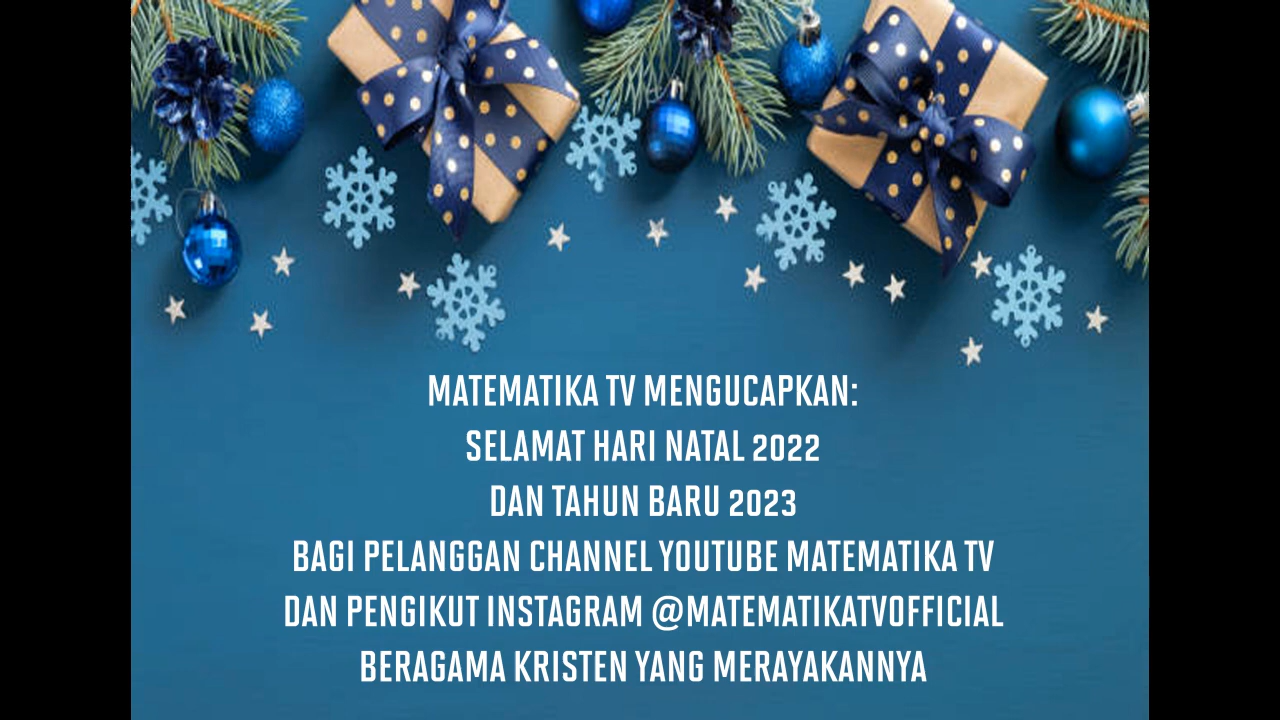 MATEMATIKA TV MENGUCAPKAN:
SELAMAT HARI NATAL 2022
DAN TAHUN BARU 2023
BAGI PELANGGAN CHANNEL YOUTUBE MATEMATIKA TV
DAN PENGIKUT INSTAGRAM @MATEMATIKATVOFFICIAL
BERAGAMA KRISTEN YANG MERAYAKANNYA